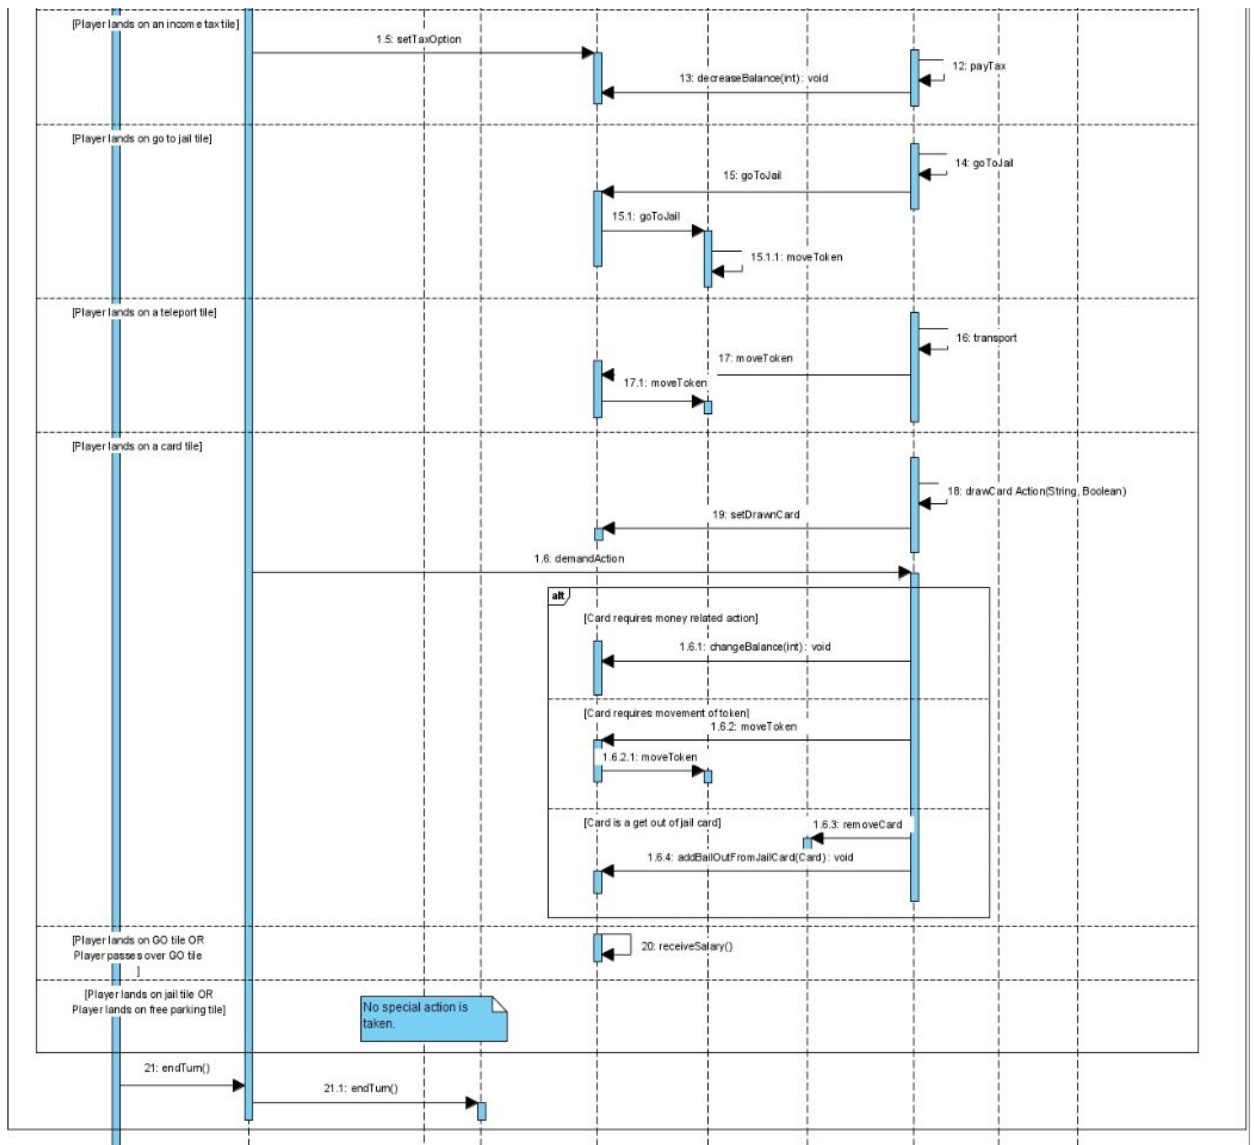 [Player lands on an income tax tile]
1.5: setTaxOption
12: payTax
13: decreaseBalance(int) : void
[Player lands on go to jail tile]
14: goToJail
15: goToJail
15.1: goToJail
15.1.1: moveToken
[Player lands on a teleport tile]
16: transport
17: moveToken
17.1: moveToken
[Player lands on a card tile]
18: drawCard Action(String, Boolean)
19: setDrawnCard
1.6: demandAction
alt
[Card requires money related action]
1.6.1: changeBalance(int) : void
[Card requires movement of token]
1.6.2: moveToken
1.6.2.1: moveToken
[Card is a get out of jail card]
1.6.3: removeCard
1.6.4: addBailOutFromJailCard(Card) : void
[Player lands on GO tile OR
Player passes over GO tile
]
20: receiveSalary()
[Player lands on jail tile OR
Player lands on free parking tile]
No special action is
taken.
21: endTurn()
21.1: endTurn()